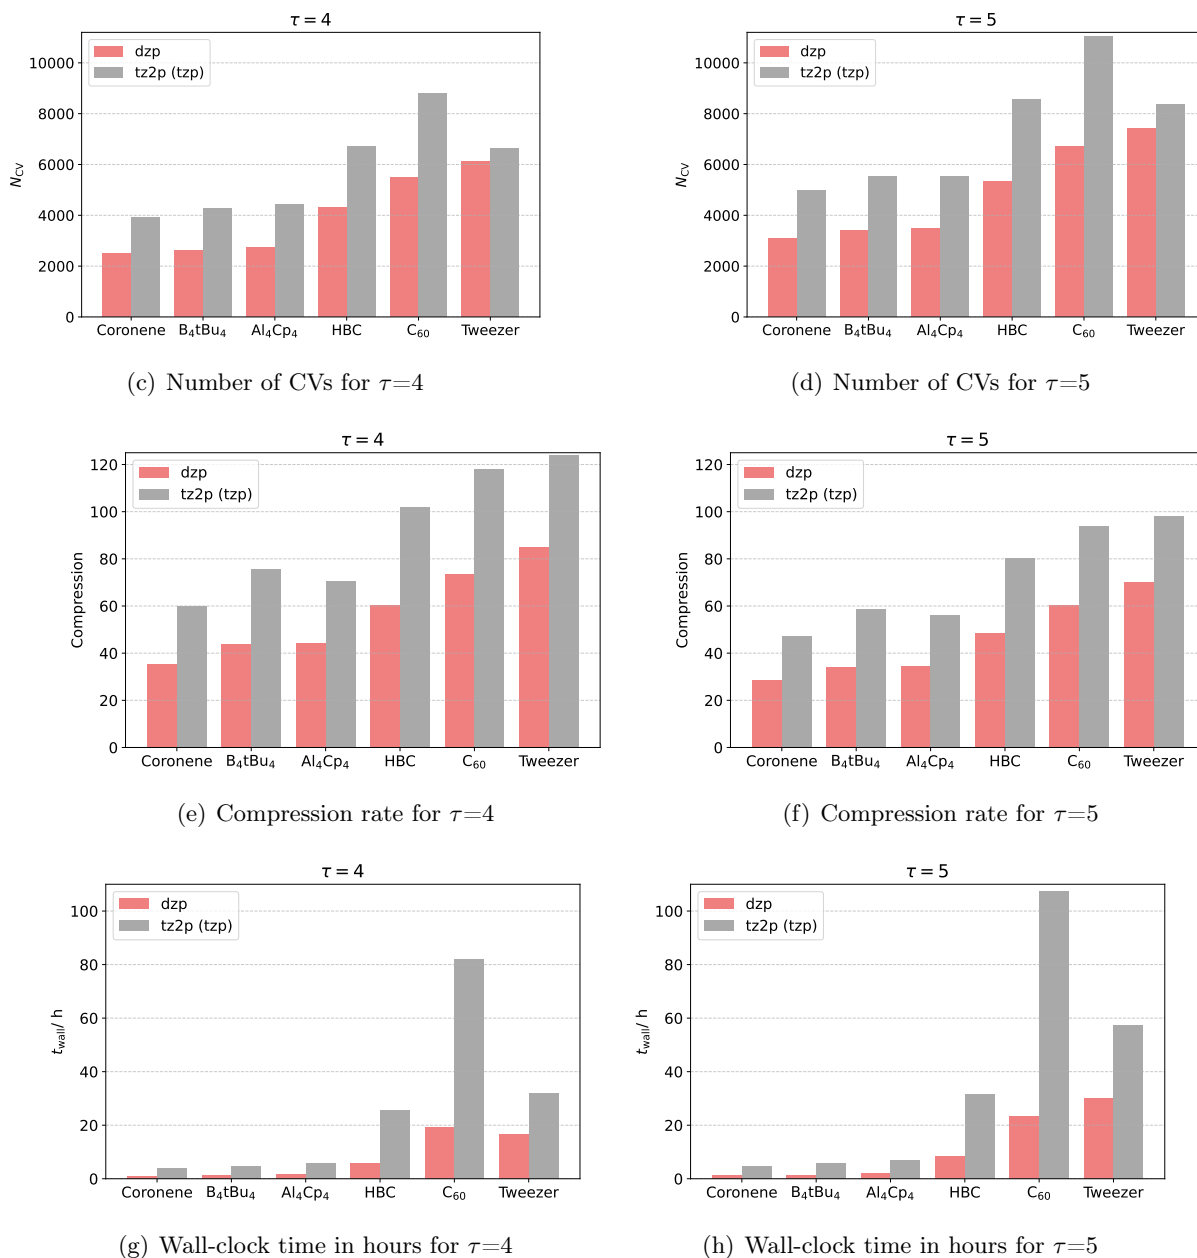 τ = 4
dzp
tz2p (tzp)
10000
8000
6000
4000
2000
0
N_CV
Coronene B₄tBu₄ Al₄Cp₄ HBC C₆₀ Tweezer
(c) Number of CVs for τ=4
τ = 5
dzp
tz2p (tzp)
10000
8000
6000
4000
2000
0
N_CV
Coronene B₄tBu₄ Al₄Cp₄ HBC C₆₀ Tweezer
(d) Number of CVs for τ=5
τ = 4
dzp
tz2p (tzp)
120
100
80
60
40
20
0
Compression
Coronene B₄tBu₄ Al₄Cp₄ HBC C₆₀ Tweezer
(e) Compression rate for τ=4
τ = 5
dzp
tz2p (tzp)
120
100
80
60
40
20
0
Compression
Coronene B₄tBu₄ Al₄Cp₄ HBC C₆₀ Tweezer
(f) Compression rate for τ=5
τ = 4
dzp
tz2p (tzp)
100
80
60
40
20
0
t_wall/ h
Coronene B₄tBu₄ Al₄Cp₄ HBC C₆₀ Tweezer
(g) Wall-clock time in hours for τ=4
τ = 5
dzp
tz2p (tzp)
100
80
60
40
20
0
t_wall/ h
Coronene B₄tBu₄ Al₄Cp₄ HBC C₆₀ Tweezer
(h) Wall-clock time in hours for τ=5